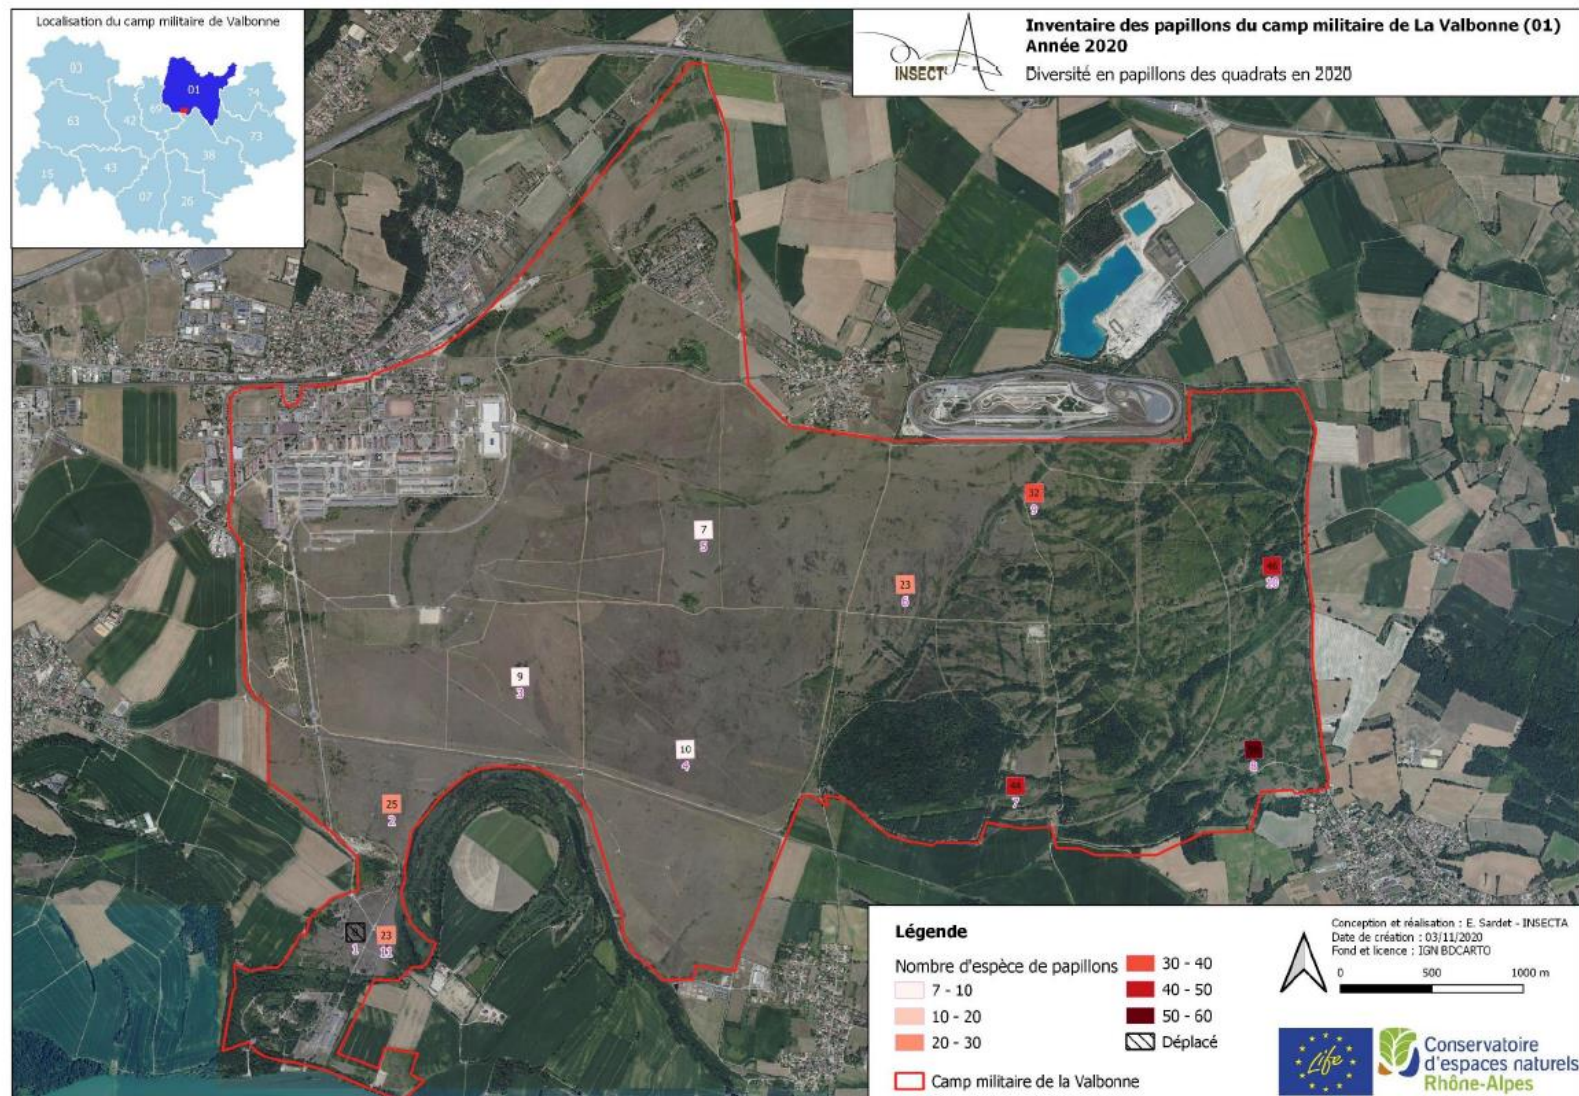 Localisation du camp militaire de Valbonne
03
01
74
63
42
69
73
38
15
43
07
26
INSECTA
Inventaire des papillons du camp militaire de La Valbonne (01)
Année 2020
Diversité en papillons des quadrats en 2020
32
9
7
5
46
10
23
6
9
3
10
4
8
44
7
25
2
1
23
11
Légende
Nombre d'espèce de papillons
7 - 10
10 - 20
20 - 30
30 - 40
40 - 50
50 - 60
Déplacé
Camp militaire de la Valbonne
Conception et réalisation : E. Sardet - INSECTA
Date de création : 03/11/2020
Fond et licence : IGN BDCARTO
0 500 1000 m
Life
Conservatoire
d'espaces naturels
Rhône-Alpes